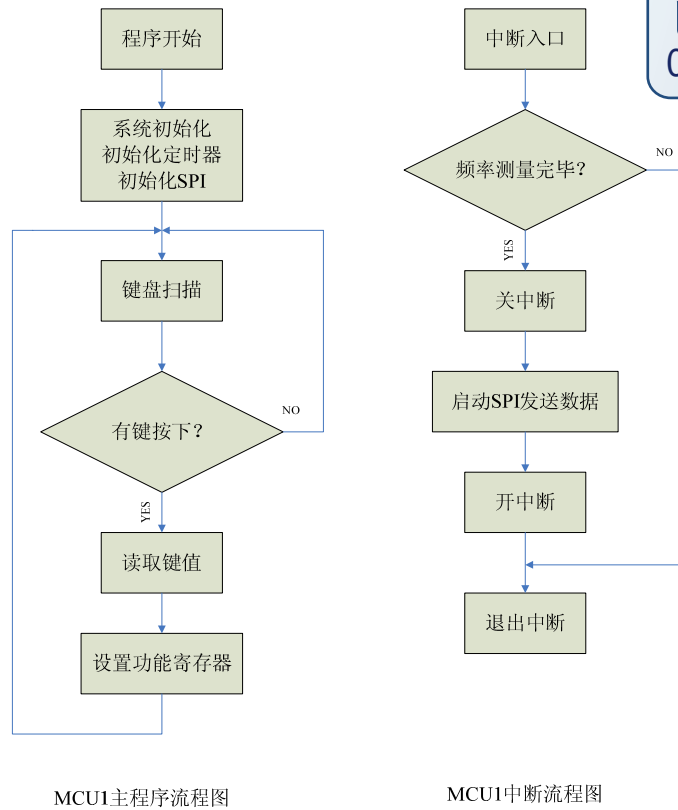 程序开始
系统初始化
初始化定时器
初始化SPI
键盘扫描
有键按下？
NO
YES
读取键值
设置功能寄存器
MCU1主程序流程图
中断入口
频率测量完毕？
NO
YES
关中断
启动SPI发送数据
开中断
退出中断
MCU1中断流程图